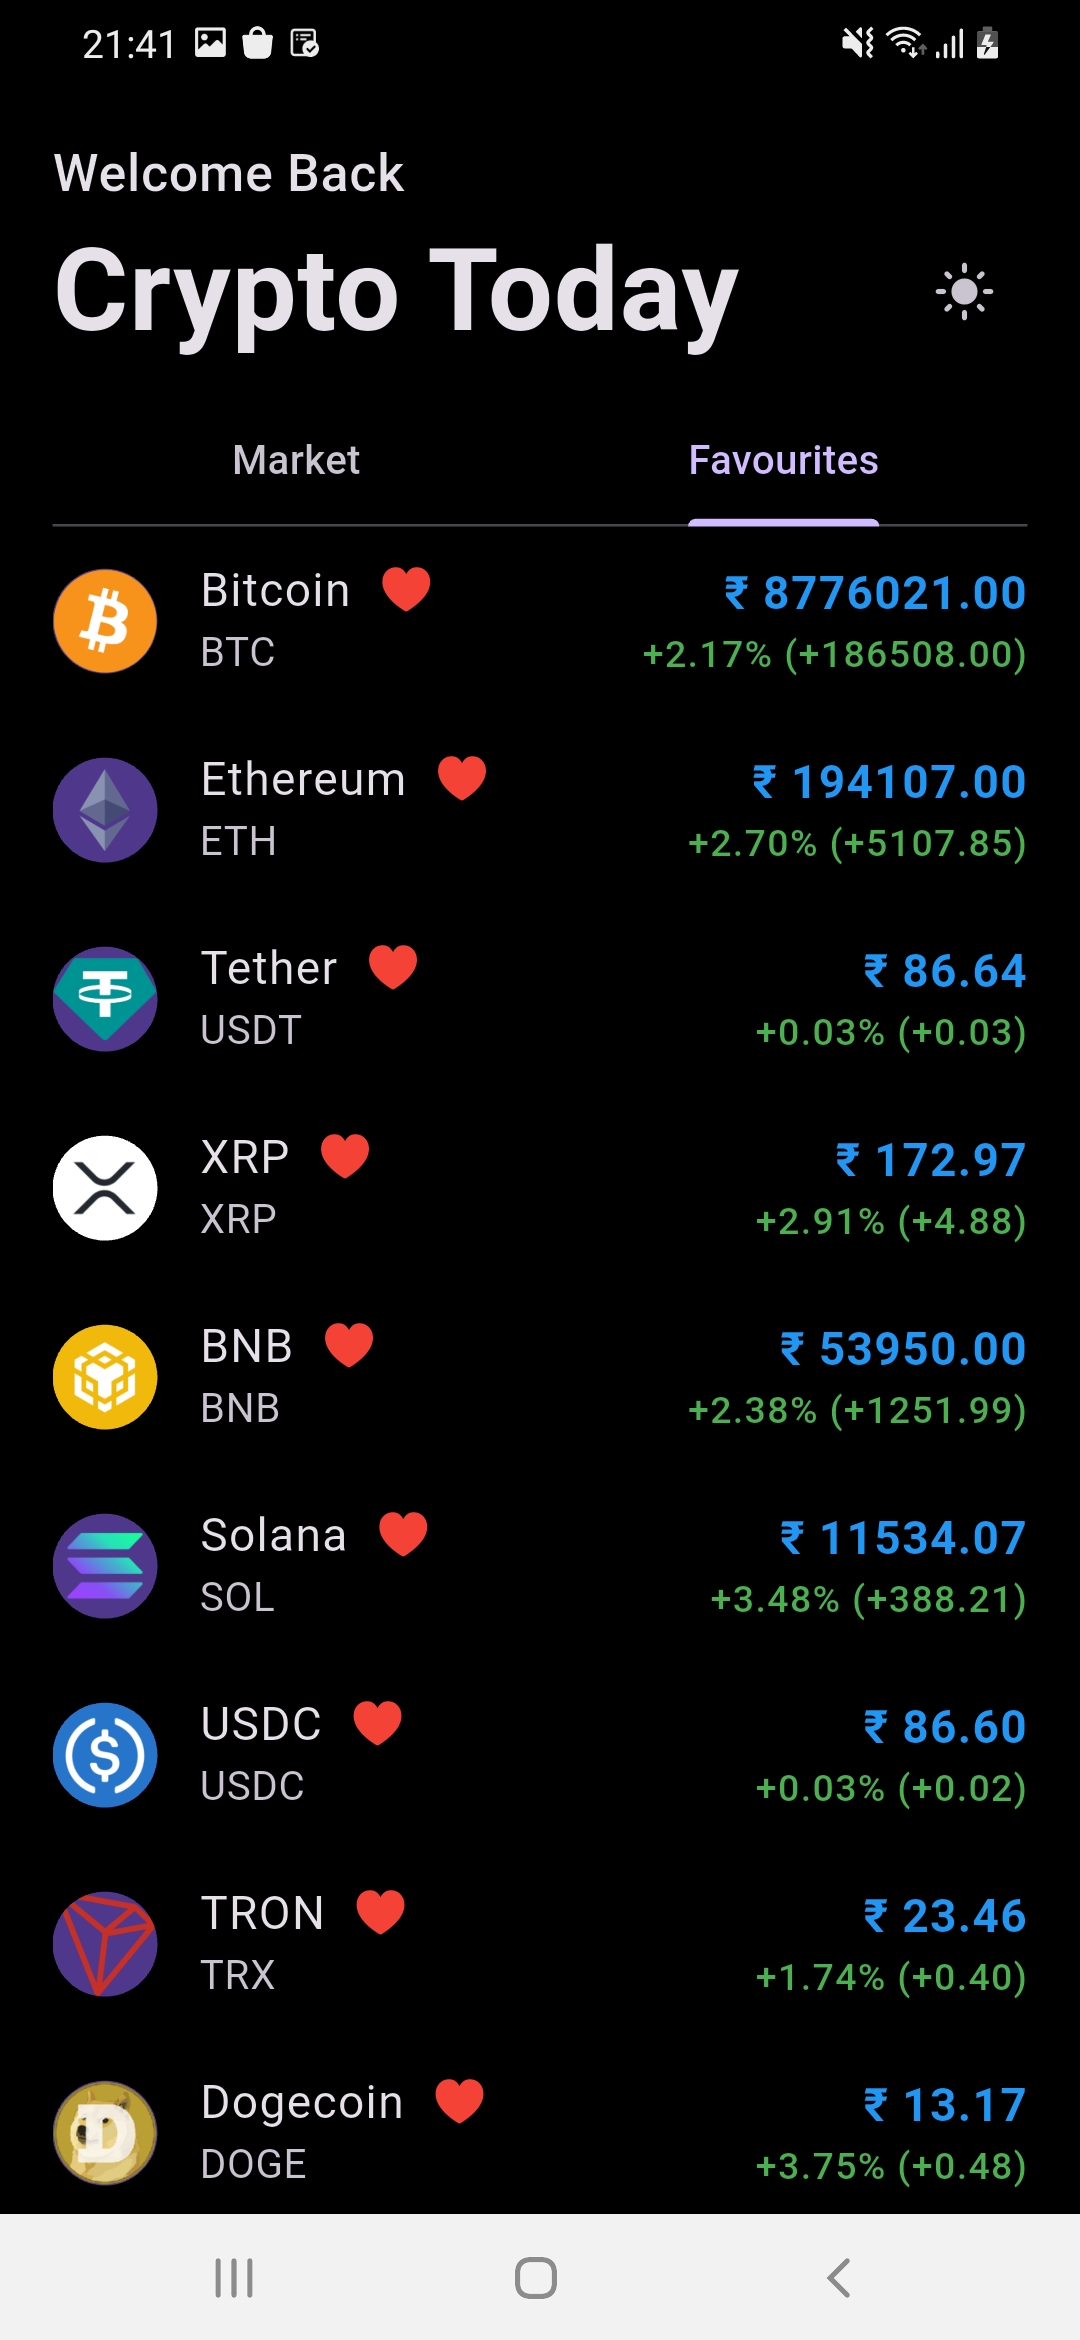 21:41
Welcome Back
Crypto Today
Market Favourites
Bitcoin ₹ 8776021.00
BTC +2.17% (+186508.00)
Ethereum ₹ 194107.00
ETH +2.70% (+5107.85)
Tether ₹ 86.64
USDT +0.03% (+0.03)
XRP ₹ 172.97
XRP +2.91% (+4.88)
BNB ₹ 53950.00
BNB +2.38% (+1251.99)
Solana ₹ 11534.07
SOL +3.48% (+388.21)
USDC ₹ 86.60
USDC +0.03% (+0.02)
TRON ₹ 23.46
TRX +1.74% (+0.40)
Dogecoin ₹ 13.17
DOGE +3.75% (+0.48)